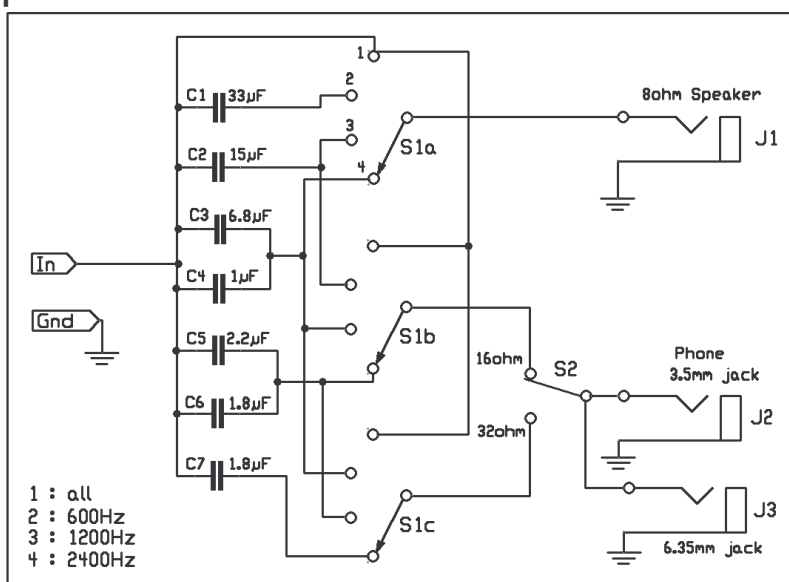 1
2
C1 33µF
8ohm Speaker
3
S1a
J1
C2 15µF
4
C3 6.8µF
In
C4 1µF
Gnd
C5 2.2µF
S1b
16ohm
S2
Phone
3.5mm jack
C6 1.8µF
J2
32ohm
C7 1.8µF
1 : all
2 : 600Hz
3 : 1200Hz
4 : 2400Hz
S1c
J3
6.35mm jack